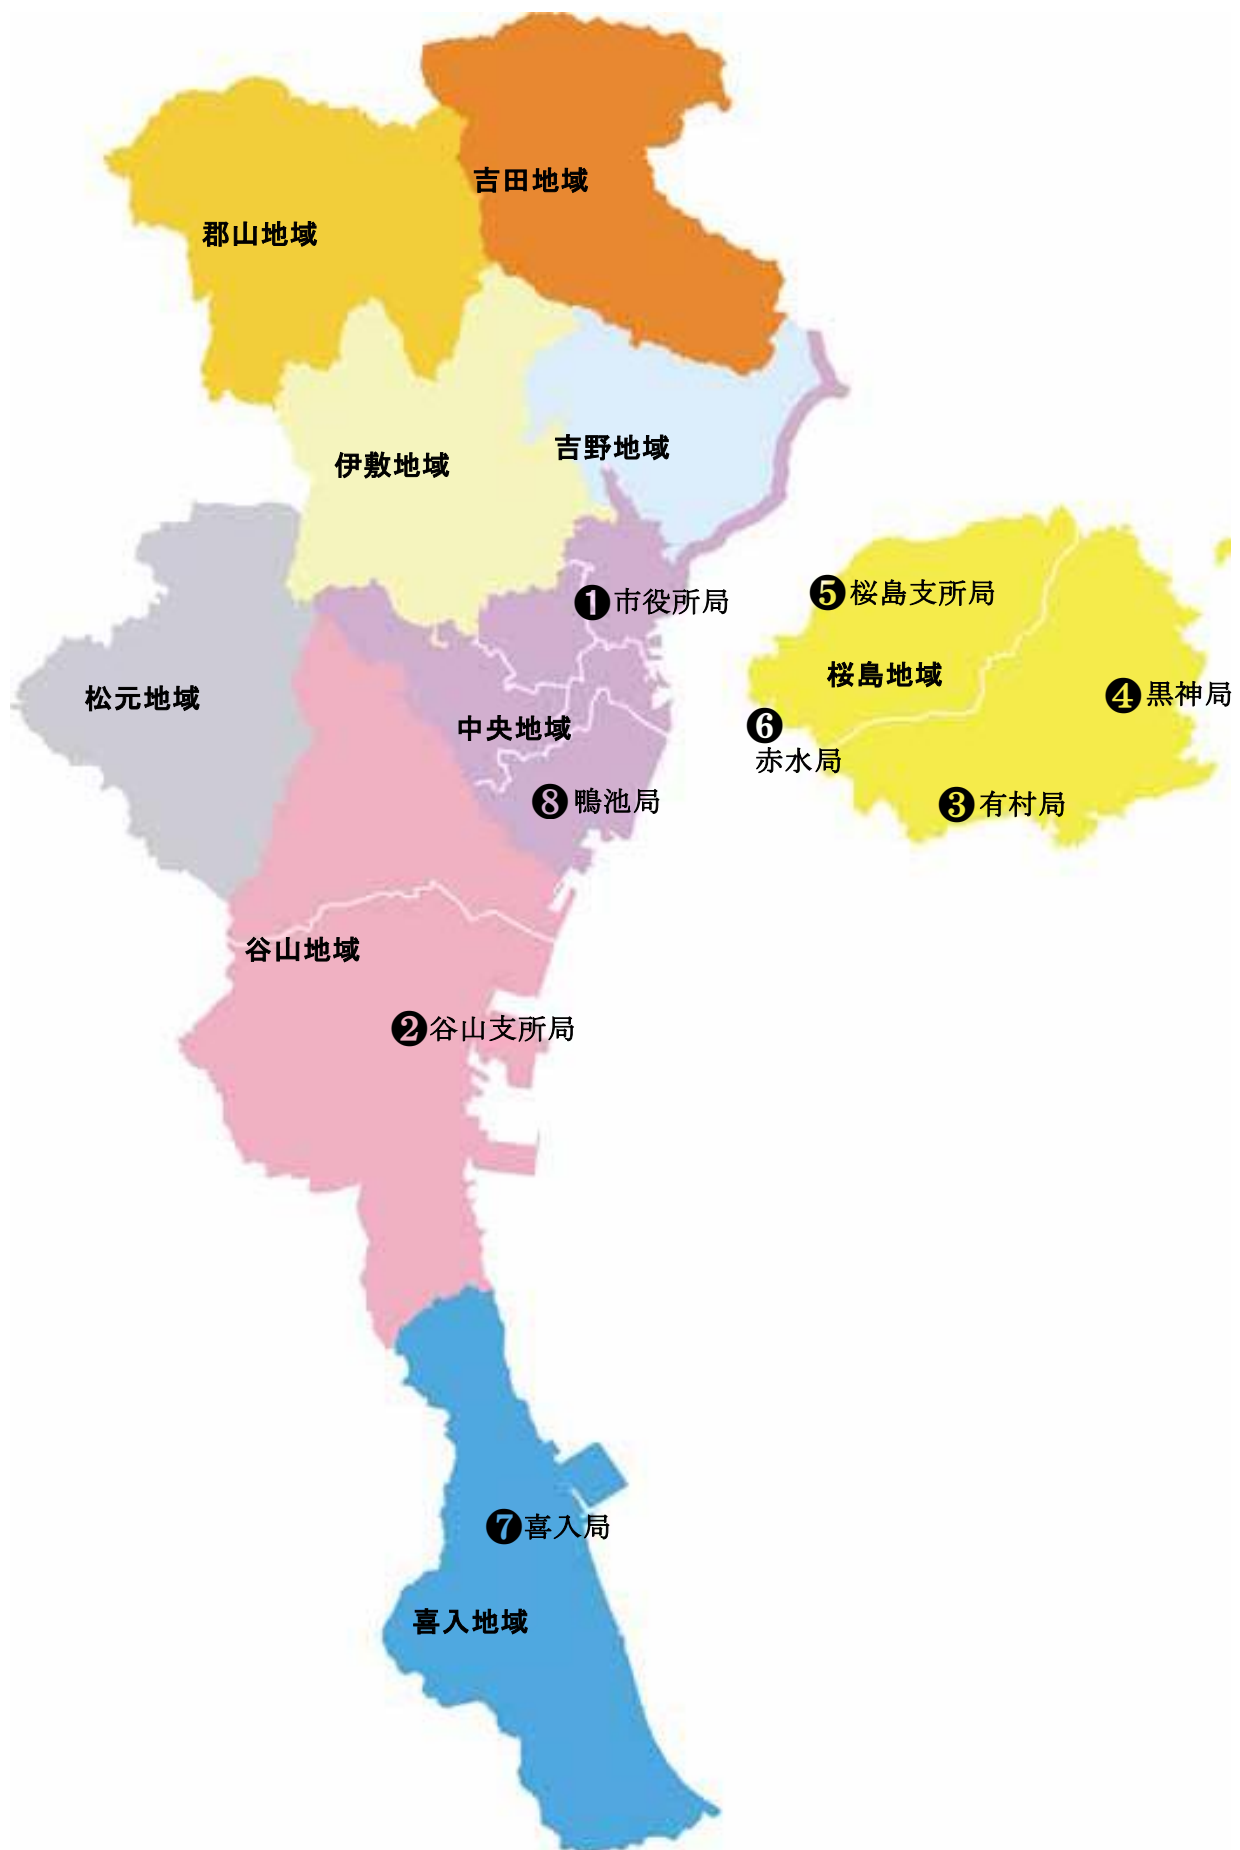 吉田地域
郡山地域
吉野地域
伊敷地域
❶市役所局
❺桜島支所局
桜島地域
松元地域
❹黒神局
中央地域
❻
赤水局
❽鴨池局
❸有村局
谷山地域
❷谷山支所局
❼喜入局
喜入地域